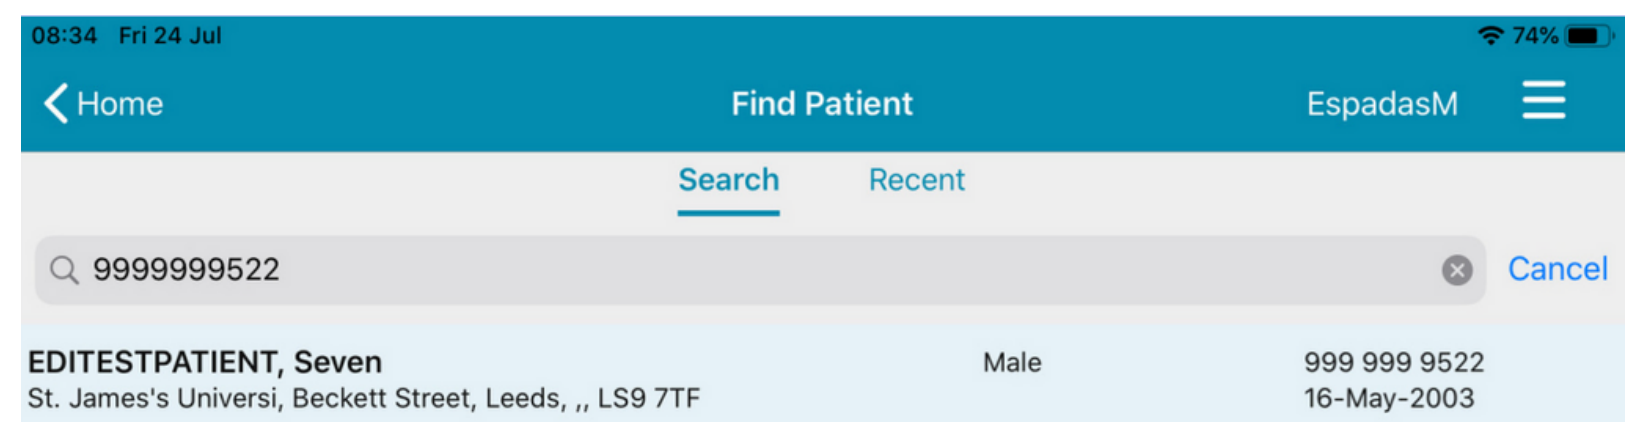 08:34 Fri 24 Jul 74%
Home Find Patient EspadasM
Search Recent
9999999522 Cancel
EDITESTPATIENT, Seven Male 999 999 9522
St. James's Universi, Beckett Street, Leeds, ,, LS9 7TF 16-May-2003